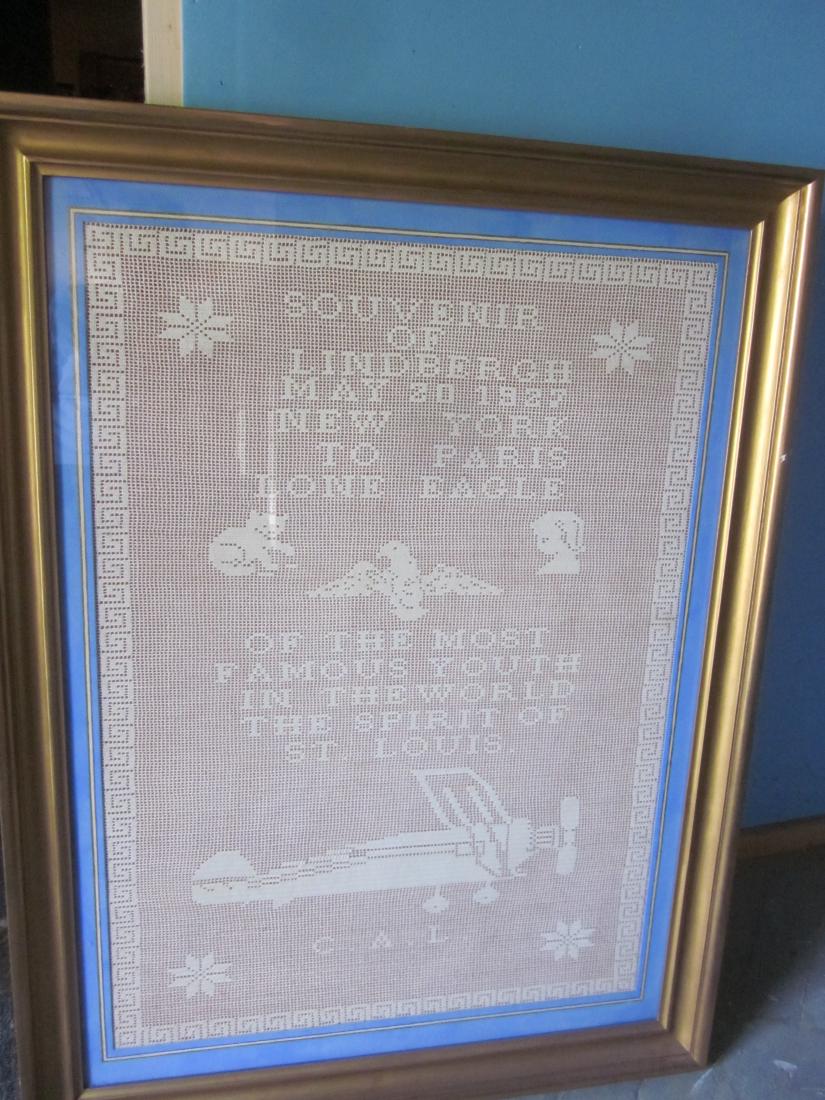 SOUVENIR
OF
LINDBERGH
MAY 20 1927
NEW YORK
TO PARIS
LONE EAGLE
OF THE MOST
FAMOUS YOUTH
IN THE WORLD
THE SPIRIT OF
ST. LOUIS.
C. A. L.